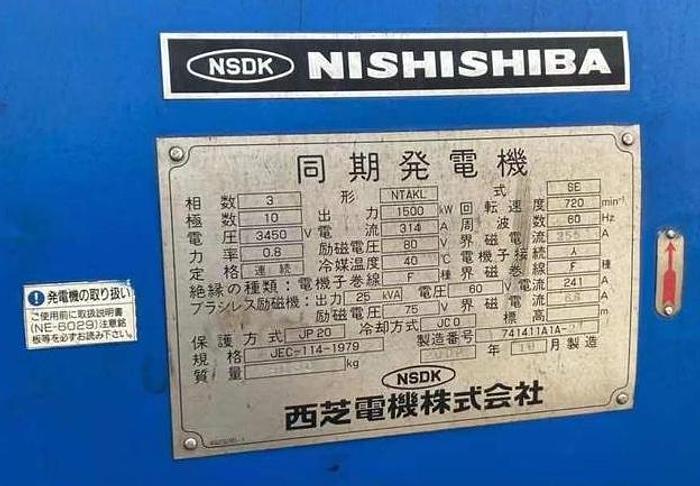 NSDK NISHISHIBA
同期発電機
相数 3 形 NTAKL 式 SE
極数 10 出力 1500 kW 回転速度 720 min⁻¹
電圧 3450 V 電流 314 A 周波数 60 Hz
力率 0.8 励磁電圧 80 V 界磁電流 A
定格 連続 冷媒温度 40 ℃ 電機子接続 人
絶縁の種類：電機子巻線 F 種 界磁巻線 F 種
ブラシレス励磁機：出力 25 kVA 電圧 60 V 電流 241 A
励磁電圧 75 V 界磁電流 A
保護方式 JP20 冷却方式 JC0 標高 m
規格 JEC-114-1979 製造番号
質量 kg 年 月製造
NSDK
西芝電機株式会社
発電機の取り扱い
ご使用前に取扱説明書
(NE-6029)注意銘
板等を必ずお読み下さい。